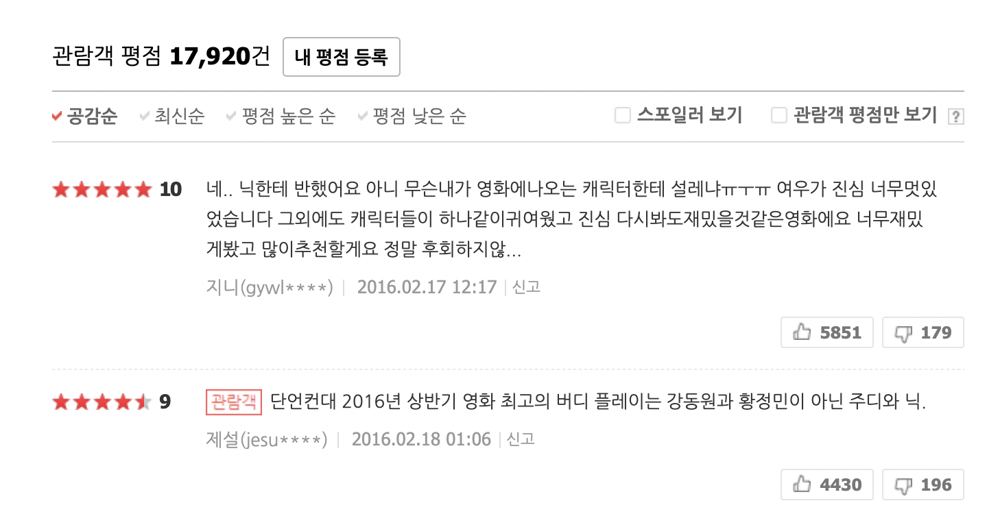 관람객 평점 17,920건 내 평점 등록
공감순 최신순 평점 높은 순 평점 낮은 순 스포일러 보기 관람객 평점만 보기 ?
10 네.. 닉한테 반했어요 아니 무슨내가 영화에나오는 캐릭터한테 설레냐ㅠㅜㅠ 여우가 진심 너무멋있
었습니다 그외에도 캐릭터들이 하나같이귀여웠고 진심 다시봐도재밌을것같은영화에요 너무재밌
게봤고 많이추천할게요 정말 후회하지않...
지니(gywl****) 2016.02.17 12:17 신고
5851 179
9 관람객 단언컨대 2016년 상반기 영화 최고의 버디 플레이는 강동원과 황정민이 아닌 주디와 닉.
제설(jesu****) 2016.02.18 01:06 신고
4430 196